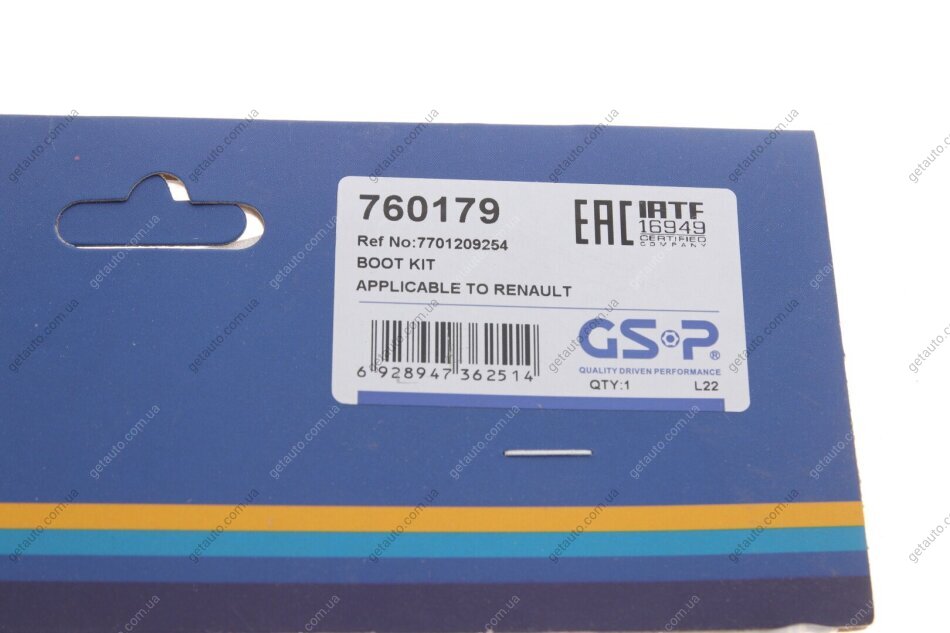 760179
Ref No:7701209254
BOOT KIT
APPLICABLE TO RENAULT
EAC
IATF
16949
CERTIFIED
COMPANY
6 928947 362514
GSP®
QUALITY DRIVEN PERFORMANCE
QTY:1 L22
getauto.com.ua